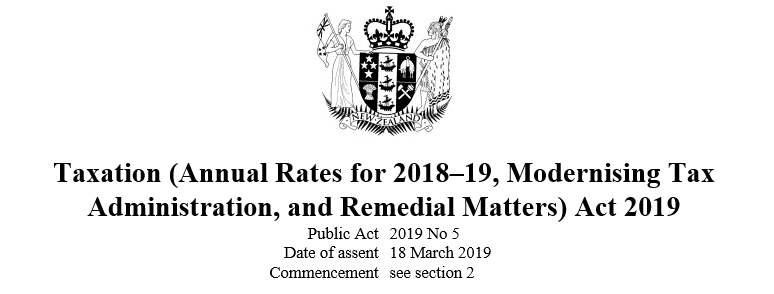 NEW ZEALAND
Taxation (Annual Rates for 2018–19, Modernising Tax
Administration, and Remedial Matters) Act 2019
Public Act 2019 No 5
Date of assent 18 March 2019
Commencement see section 2